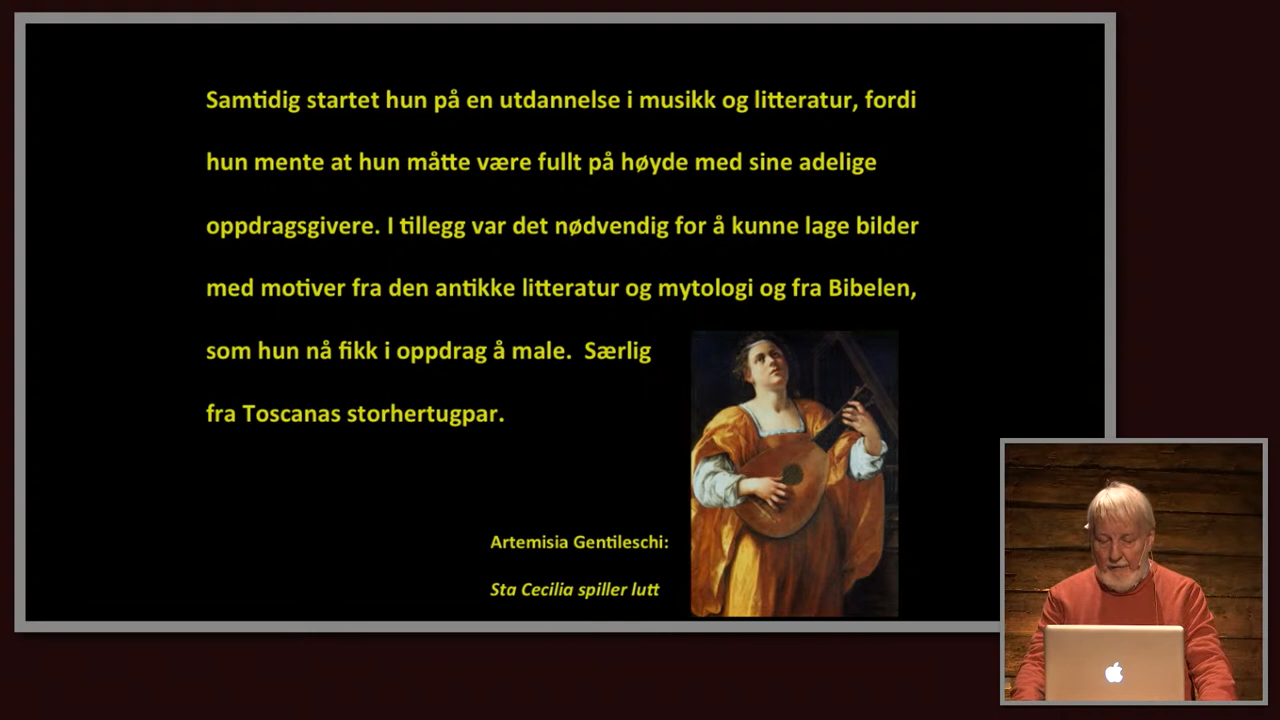 Samtidig startet hun på en utdannelse i musikk og litteratur, fordi
hun mente at hun måtte være fullt på høyde med sine adelige
oppdragsgivere. I tillegg var det nødvendig for å kunne lage bilder
med motiver fra den antikke litteratur og mytologi og fra Bibelen,
som hun nå fikk i oppdrag å male.  Særlig
fra Toscanas storhertugpar.
Artemisia Gentileschi:
Sta Cecilia spiller lutt